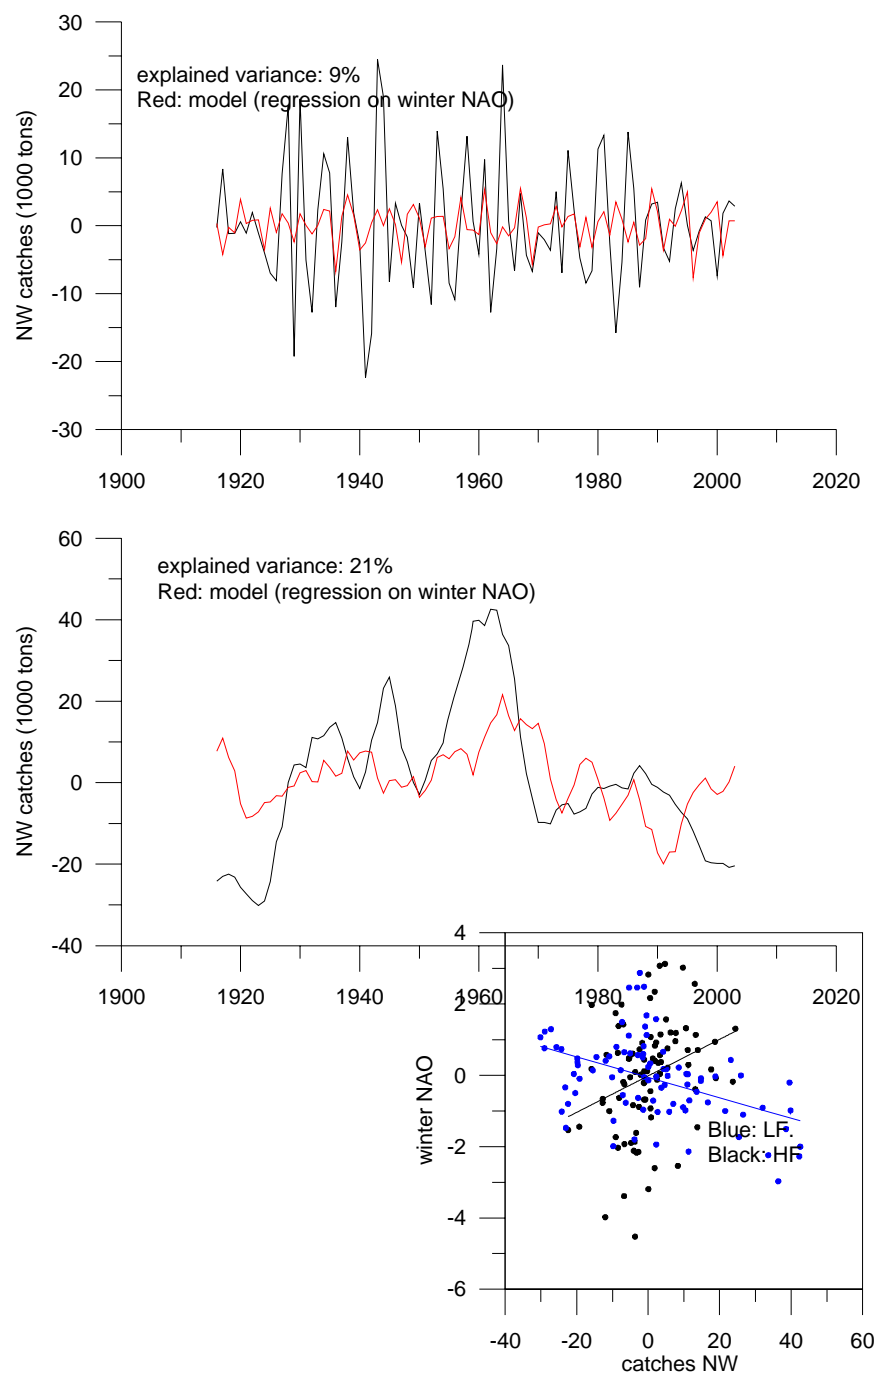 30
20
10
0
-10
-20
-30
NW catches (1000 tons)
explained variance: 9%
Red: model (regression on winter NAO)
1900 1920 1940 1960 1980 2000 2020
60
40
20
0
-20
-40
NW catches (1000 tons)
explained variance: 21%
Red: model (regression on winter NAO)
1900 1920 1940 1960 1980 2000 2020
4
2
0
-2
-4
-6
winter NAO
Blue: LF.
Black: HF
-40 -20 0 20 40 60
catches NW